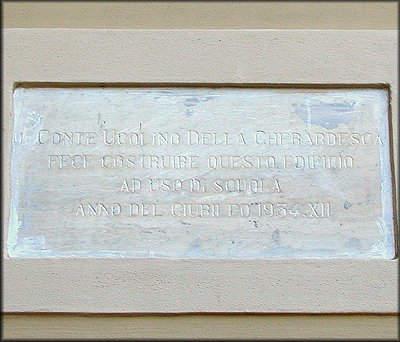 IL CONTE UGOLINO DELLA GHERARDESCA
FECE COSTRUIRE QUESTO EDIFICIO
AD USO DI SCUOLA
ANNO DEL GIUBILEO 1934.XII